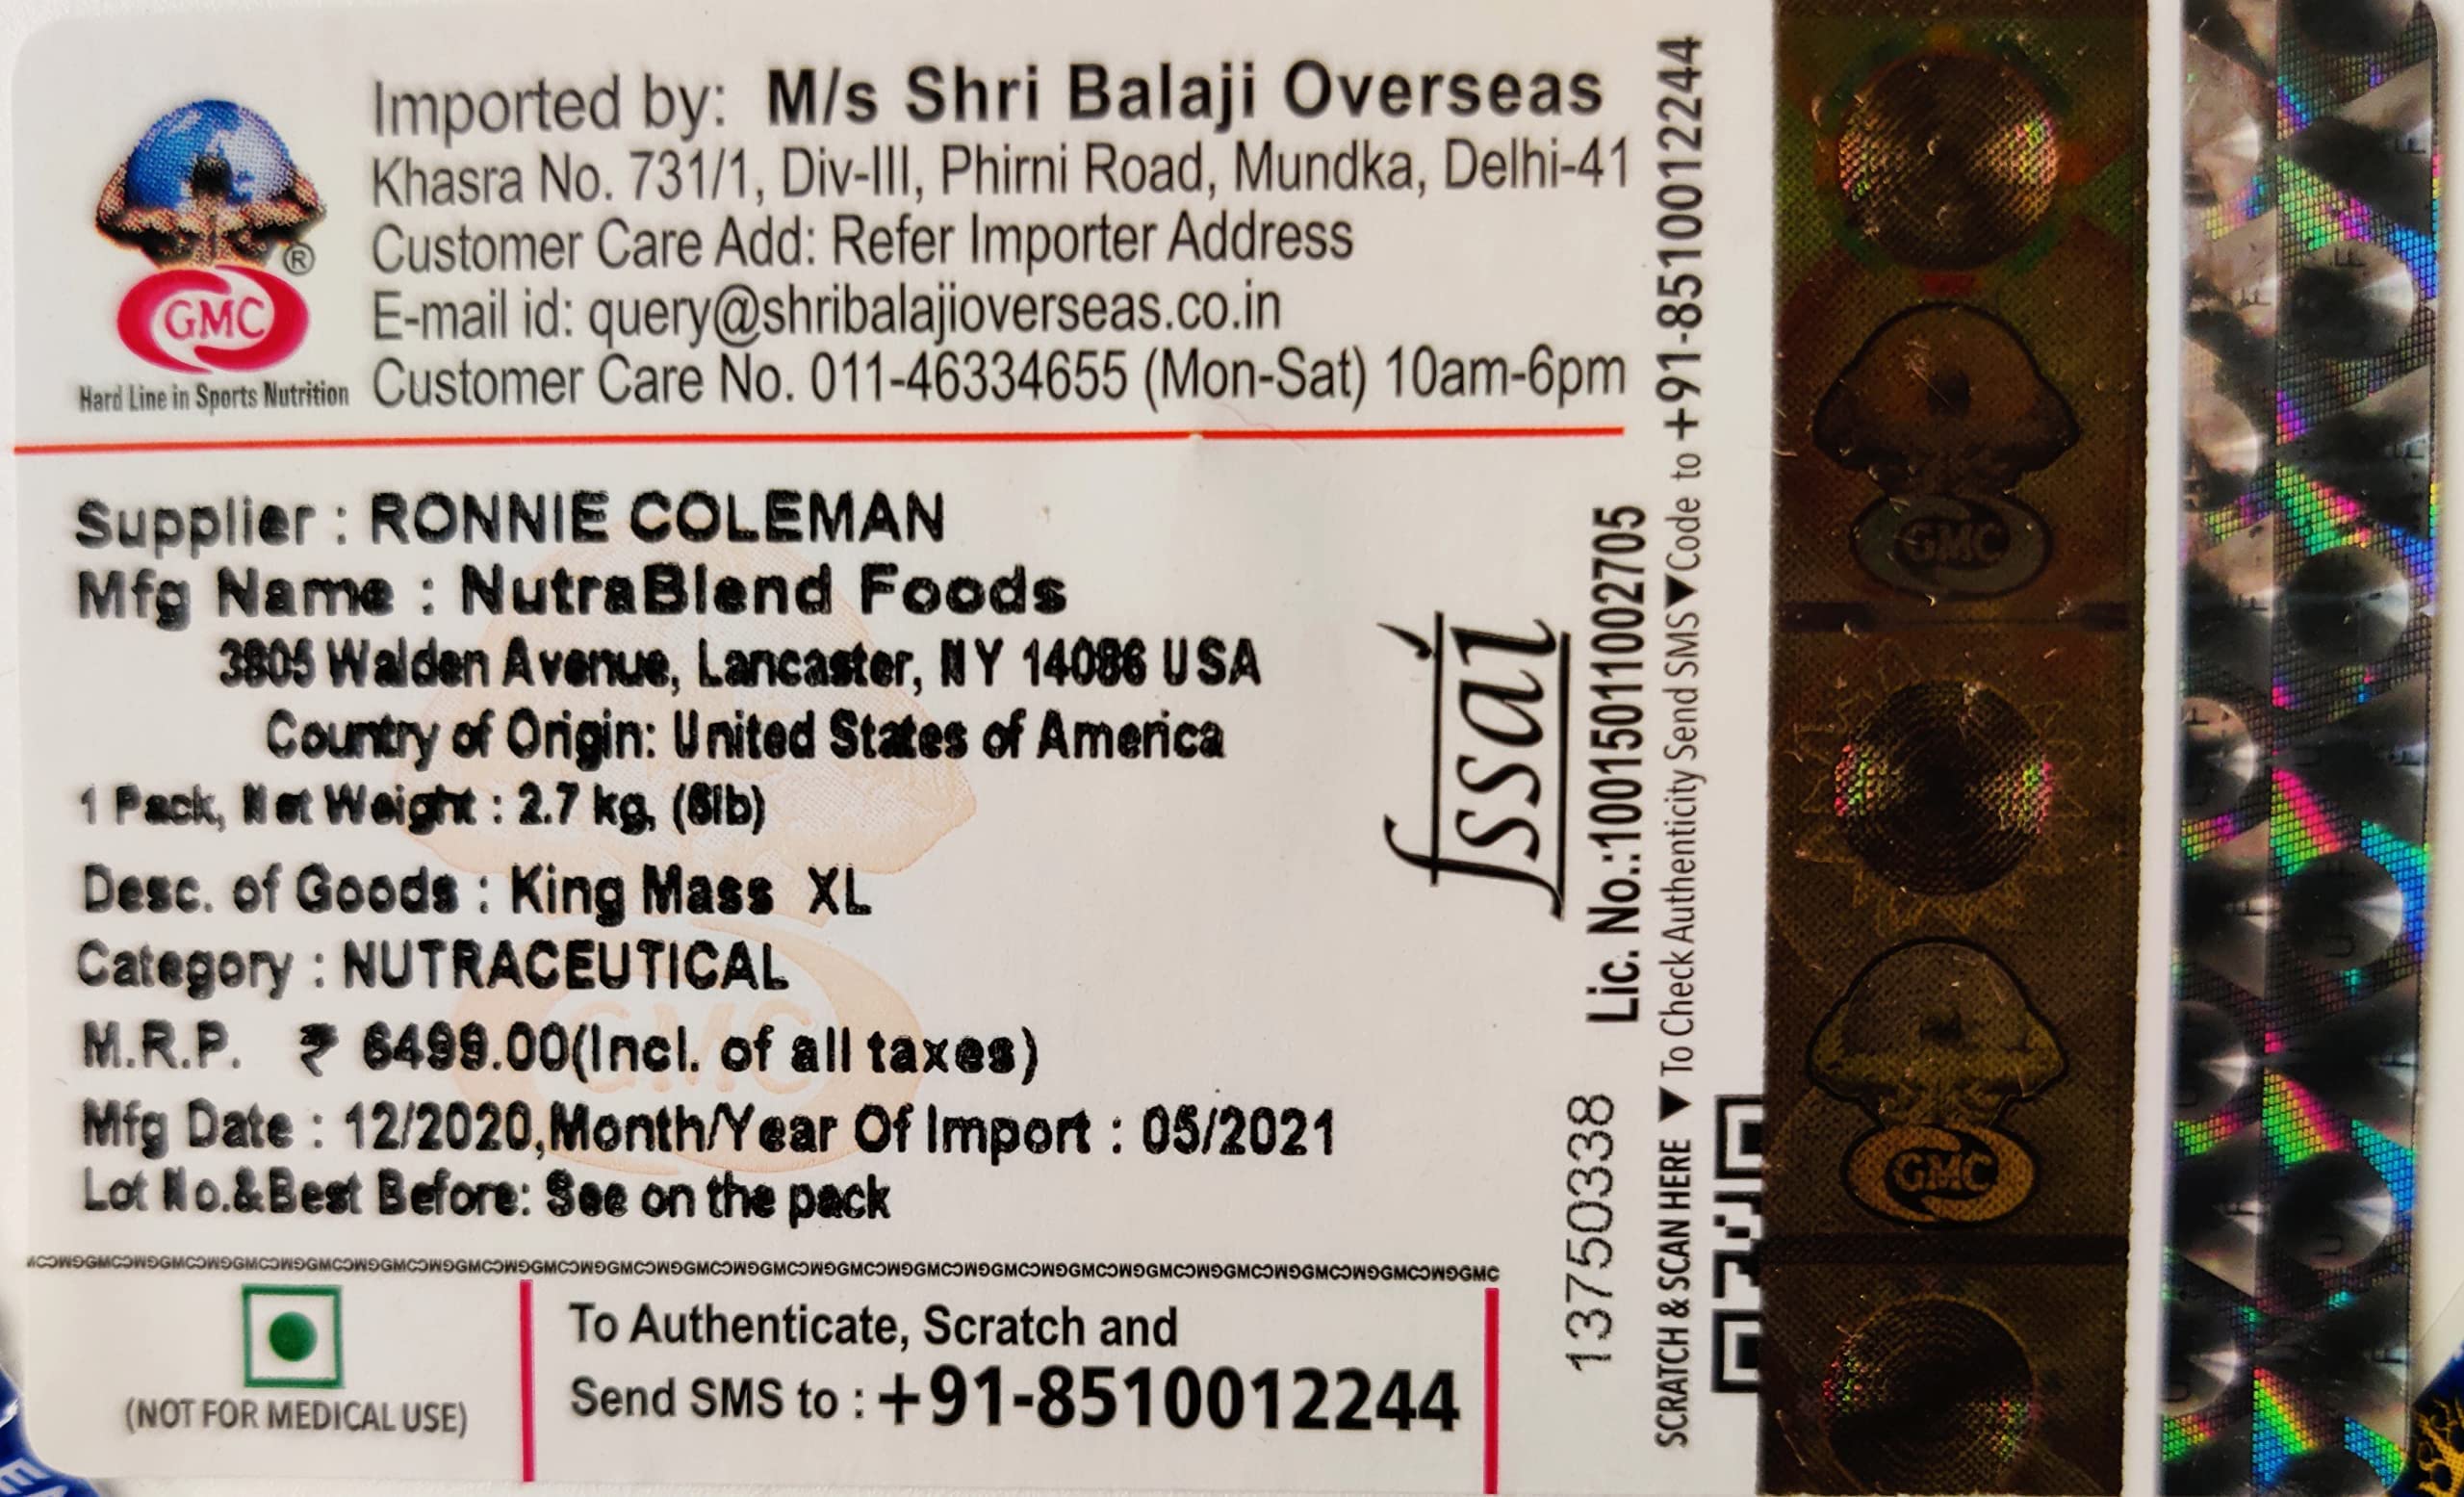 Imported by: M/s Shri Balaji Overseas
Khasra No. 731/1, Div-III, Phirni Road, Mundka, Delhi-41
Customer Care Add: Refer Importer Address
E-mail id: query@shribalajioverseas.co.in
Customer Care No. 011-46334655 (Mon-Sat) 10am-6pm
®
GMC
Hard Line in Sports Nutrition
Supplier : RONNIE COLEMAN
Mfg Name : NutraBlend Foods
3805 Walden Avenue, Lancaster, NY 14086 USA
Country of Origin: United States of America
1 Pack, Net Weight : 2.7 kg, (6lb)
Desc. of Goods : King Mass XL
Category : NUTRACEUTICAL
M.R.P. ₹ 6499.00(Incl. of all taxes)
Mfg Date : 12/2020,Month/Year Of Import : 05/2021
Lot No.&Best Before: See on the pack
(NOT FOR MEDICAL USE)
To Authenticate, Scratch and
Send SMS to : +91-8510012244
fssai
Lic. No.:10015011002705
13750338
SCRATCH & SCAN HERE ▼ To Check Authenticity Send SMS▼Code to +91-8510012244
GMC
GMC